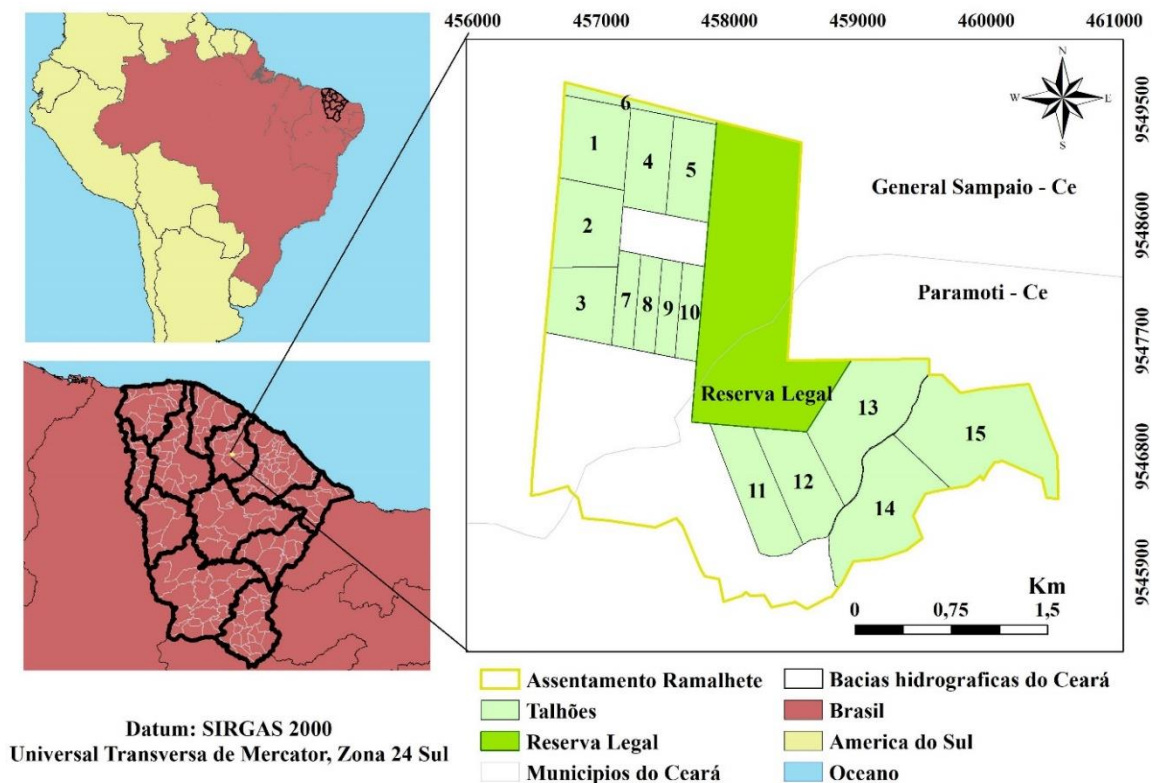 456000 457000 458000 459000 460000 461000
N
W E
S
9549500
9548600
9547700
9546800
9545900
6
1
4
5
2
3
7
8
9
10
General Sampaio - Ce
Paramoti - Ce
Reserva Legal
13
15
11
12
14
Km
0 0,75 1,5
Assentamento Ramalhete
Talhões
Reserva Legal
Municipios do Ceará
Bacias hidrograficas do Ceará
Brasil
America do Sul
Oceano
Datum: SIRGAS 2000
Universal Transversa de Mercator, Zona 24 Sul